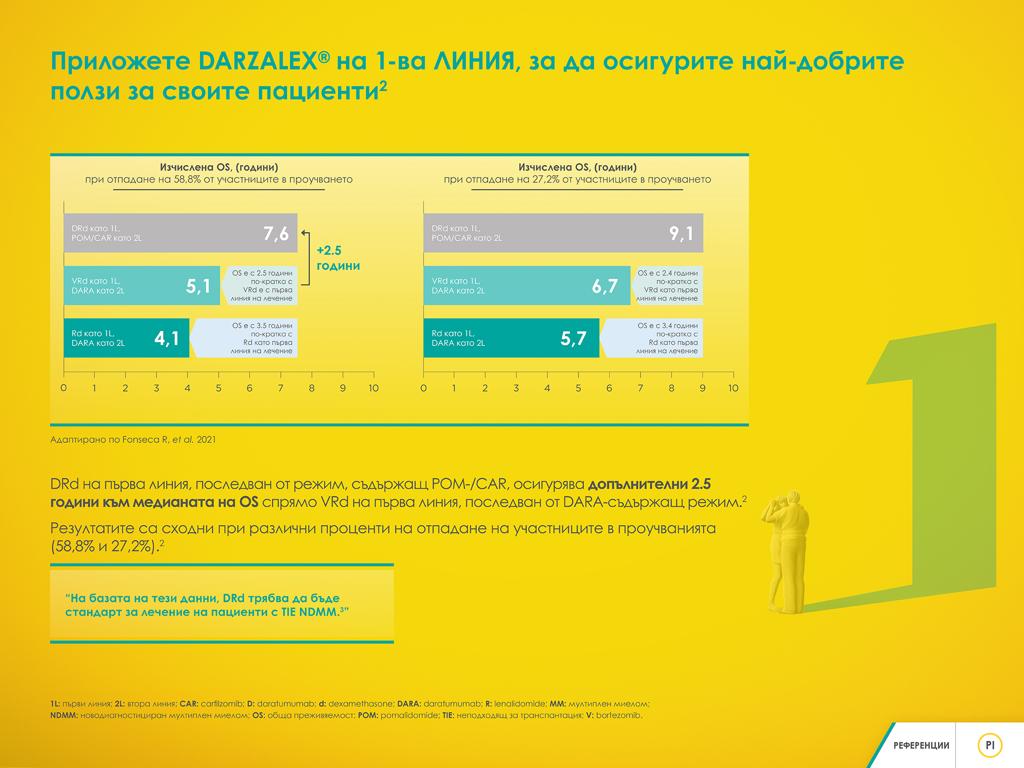 Приложете DARZALEX® на 1-ва ЛИНИЯ, за да осигурите най-добрите
ползи за своите пациенти²
Изчислена OS, (години)
при отпадане на 58,8% от участниците в проучването
DRd като 1L,
POM/CAR като 2L
7,6
+2.5
години
VRd като 1L,
DARA като 2L
5,1
OS е с 2.5 години
по-кратка с
VRd е с първа
линия на лечение
Rd като 1L,
DARA като 2L
4,1
OS е с 3.5 години
по-кратка с
Rd като първа
линия на лечение
0 1 2 3 4 5 6 7 8 9 10
Изчислена OS, (години)
при отпадане на 27,2% от участниците в проучването
DRd като 1L,
POM/CAR като 2L
9,1
VRd като 1L,
DARA като 2L
6,7
OS е с 2.4 години
по-кратка с
VRd като първа
линия на лечение
Rd като 1L,
DARA като 2L
5,7
OS е с 3.4 години
по-кратка с
Rd като първа
линия на лечение
0 1 2 3 4 5 6 7 8 9 10
Адаптирано по Fonseca R, et al. 2021
DRd на първа линия, последван от режим, съдържащ POM-/CAR, осигурява допълнителни 2.5
години към медианата на OS спрямо VRd на първа линия, последван от DARA-съдържащ режим.²
Резултатите са сходни при различни проценти на отпадане на участниците в проучванията
(58,8% и 27,2%).²
“На базата на тези данни, DRd трябва да бъде
стандарт за лечение на пациенти с TIE NDMM.³”
1L: първи линия; 2L: втора линия; CAR: carfilzomib; D: daratumumab; d: dexamethasone; DARA: daratumumab; R: lenalidomide; MM: мултиплен миелом;
NDMM: новодиагностициран мултиплен миелом; OS: обща преживяемост; POM: pomalidomide; TIE: неподходящ за трансплантация; V: bortezomib.
1
РЕФЕРЕНЦИИ
PI